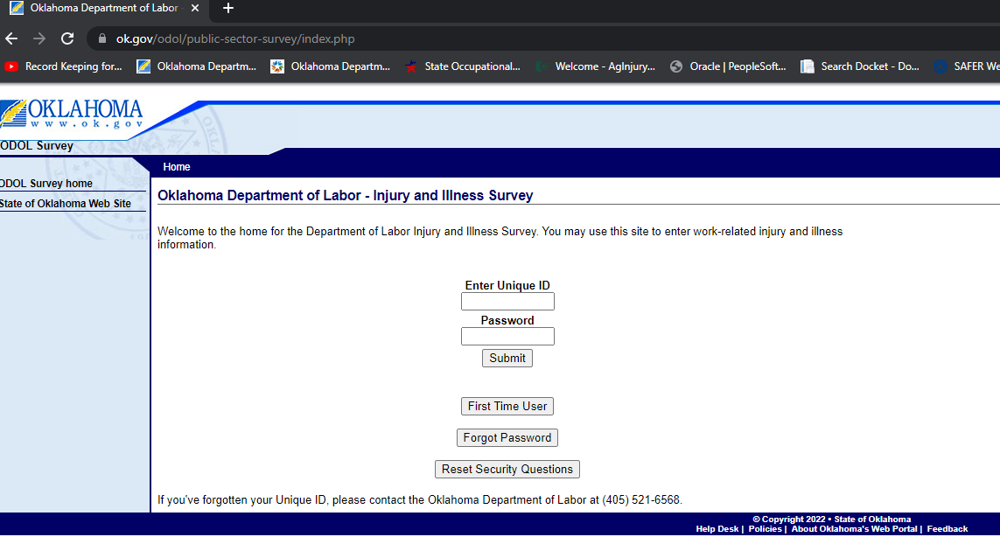 Oklahoma Department of Labor
ok.gov/odol/public-sector-survey/index.php
Record Keeping for...
Oklahoma Departm...
Oklahoma Departm...
State Occupational...
Welcome - AgInjury...
Oracle | PeopleSoft...
Search Docket - Do...
SAFER We
OKLAHOMA
www.ok.gov
ODOL Survey
Home
ODOL Survey home
State of Oklahoma Web Site
Oklahoma Department of Labor - Injury and Illness Survey
Welcome to the home for the Department of Labor Injury and Illness Survey. You may use this site to enter work-related injury and illness
information.
Enter Unique ID
Password
Submit
First Time User
Forgot Password
Reset Security Questions
If you've forgotten your Unique ID, please contact the Oklahoma Department of Labor at (405) 521-6568.
© Copyright 2022 • State of Oklahoma
Help Desk | Policies | About Oklahoma's Web Portal | Feedback